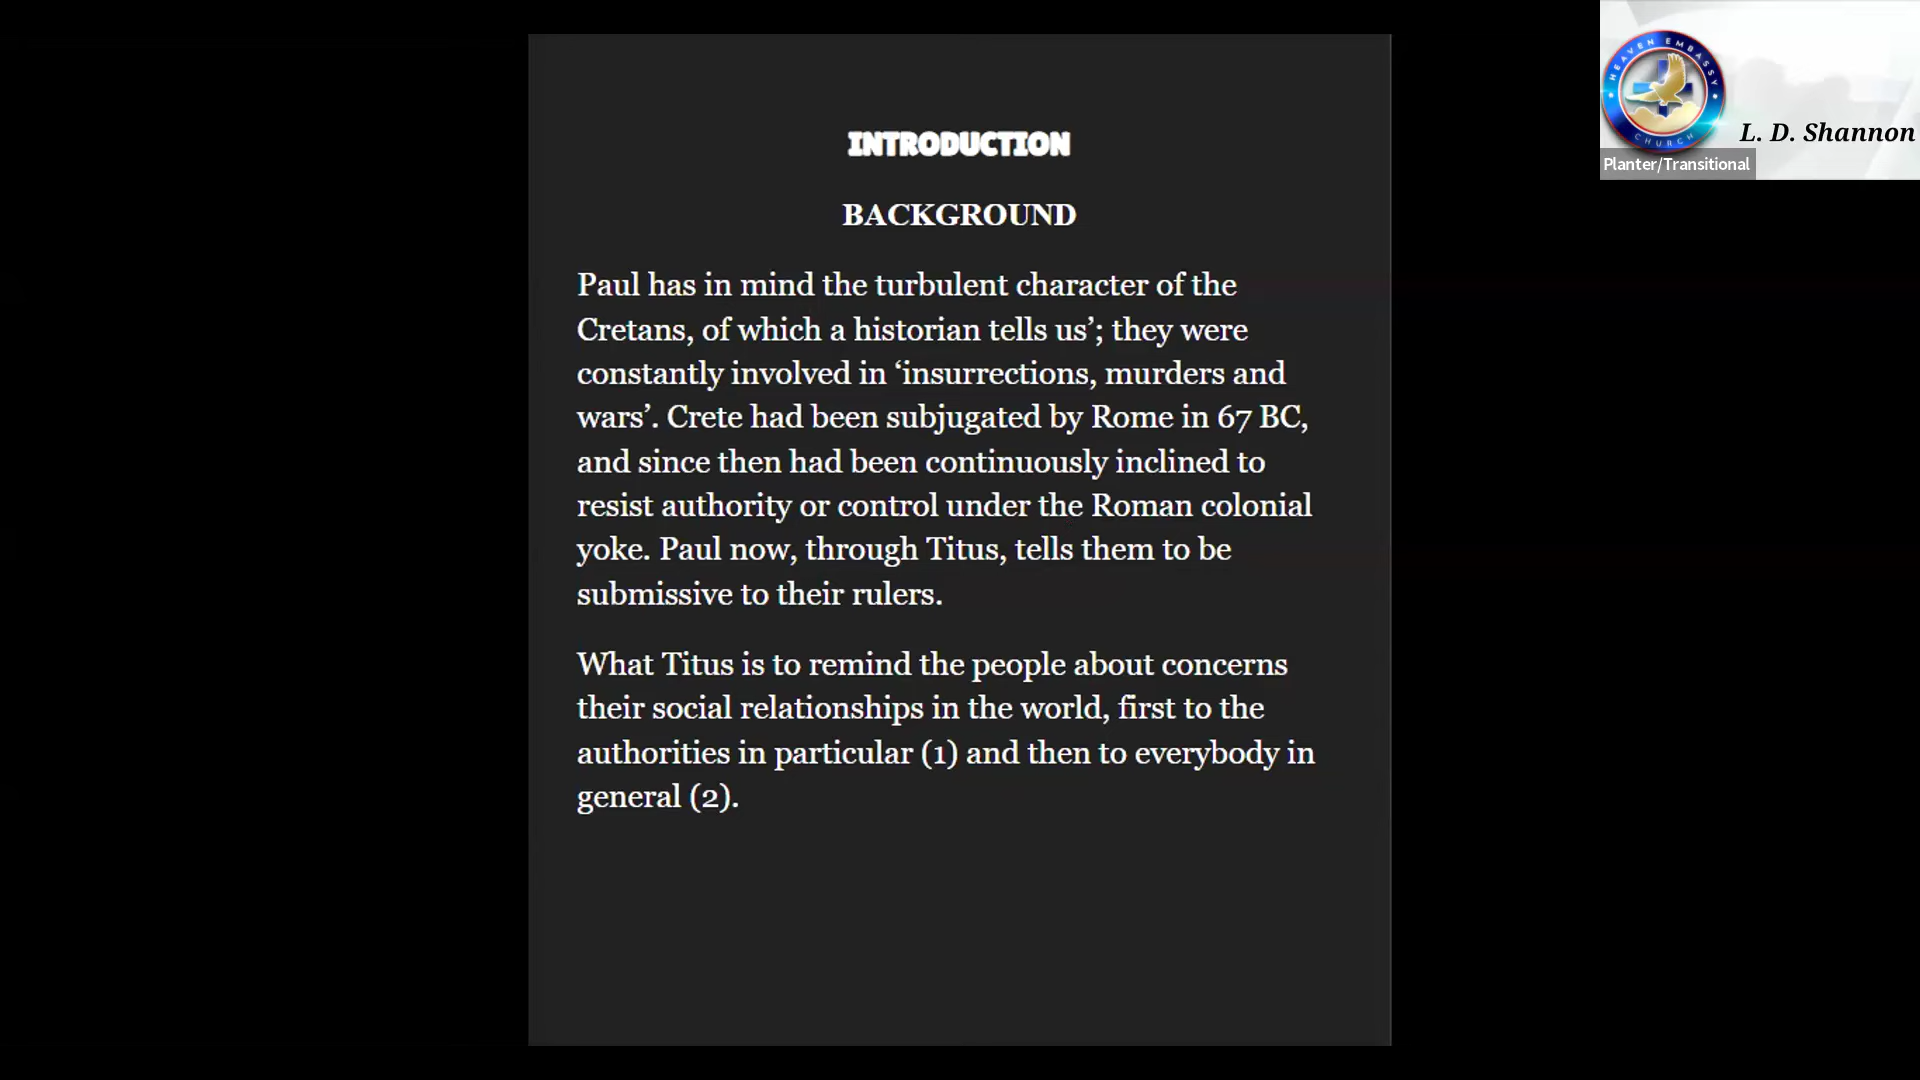 INTRODUCTION
BACKGROUND
Paul has in mind the turbulent character of the
Cretans, of which a historian tells us’; they were
constantly involved in ‘insurrections, murders and
wars’. Crete had been subjugated by Rome in 67 BC,
and since then had been continuously inclined to
resist authority or control under the Roman colonial
yoke. Paul now, through Titus, tells them to be
submissive to their rulers.
What Titus is to remind the people about concerns
their social relationships in the world, first to the
authorities in particular (1) and then to everybody in
general (2).
HEAVEN EMBASSY
CHURCH
L. D. Shannon
Planter/Transitional